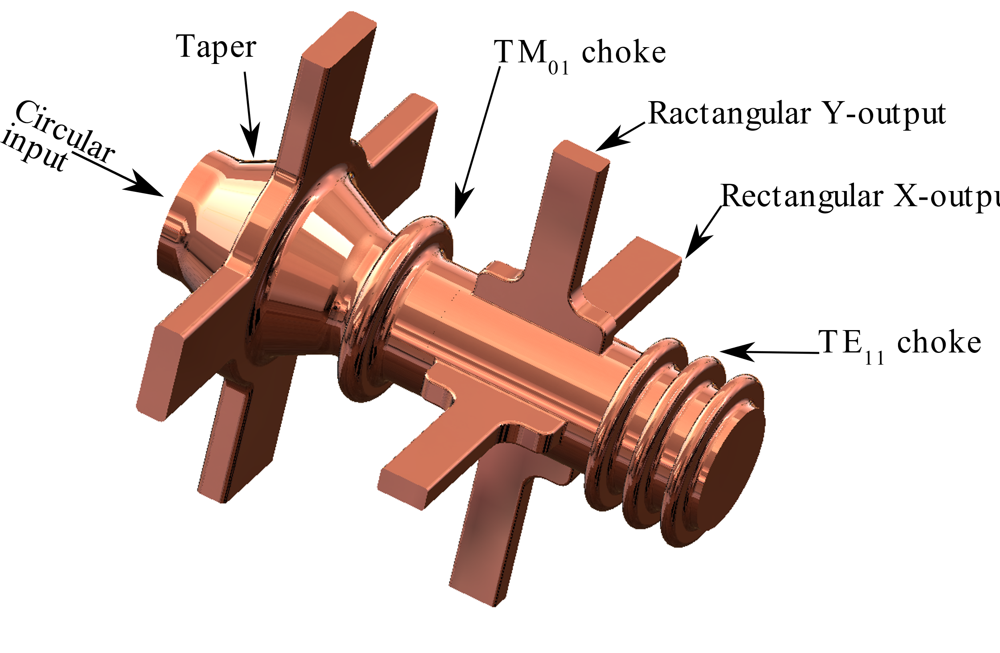 Taper
TM₀₁ choke
Circular
input
Ractangular Y-output
Rectangular X-outpu
TE₁₁ choke